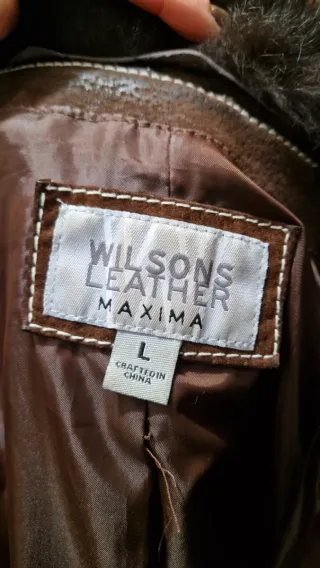 WILSONS
LEATHER
MAXIMA
L
CRAFTED IN
CHINA